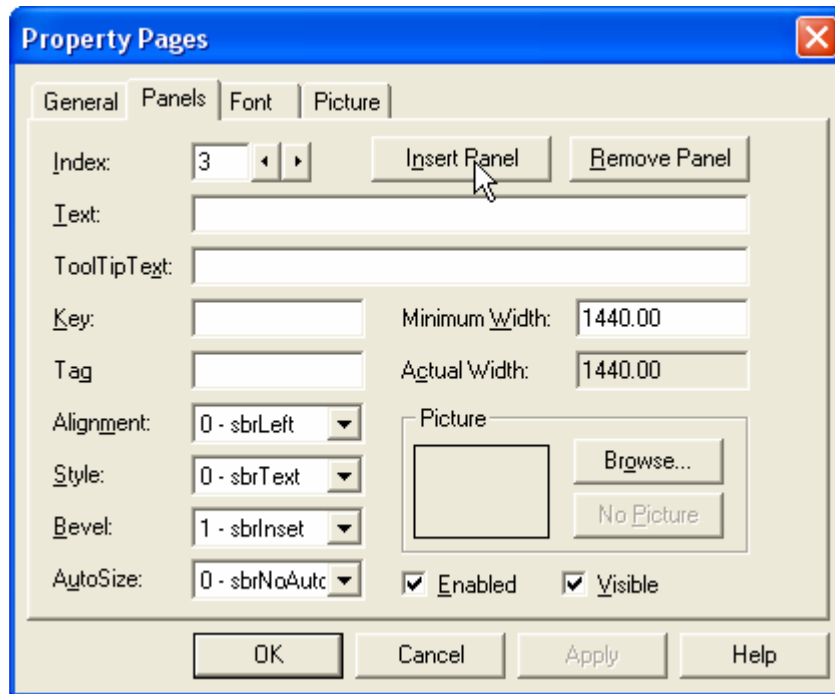 Property Pages
General Panels Font Picture
Index: 3 Insert Panel Remove Panel
Text:
ToolTipText:
Key: Minimum Width: 1440.00
Tag Actual Width: 1440.00
Alignment: 0 - sbrLeft Picture
Style: 0 - sbrText Browse...
Bevel: 1 - sbrInset No Picture
AutoSize: 0 - sbrNoAutc Enabled Visible
OK Cancel Apply Help